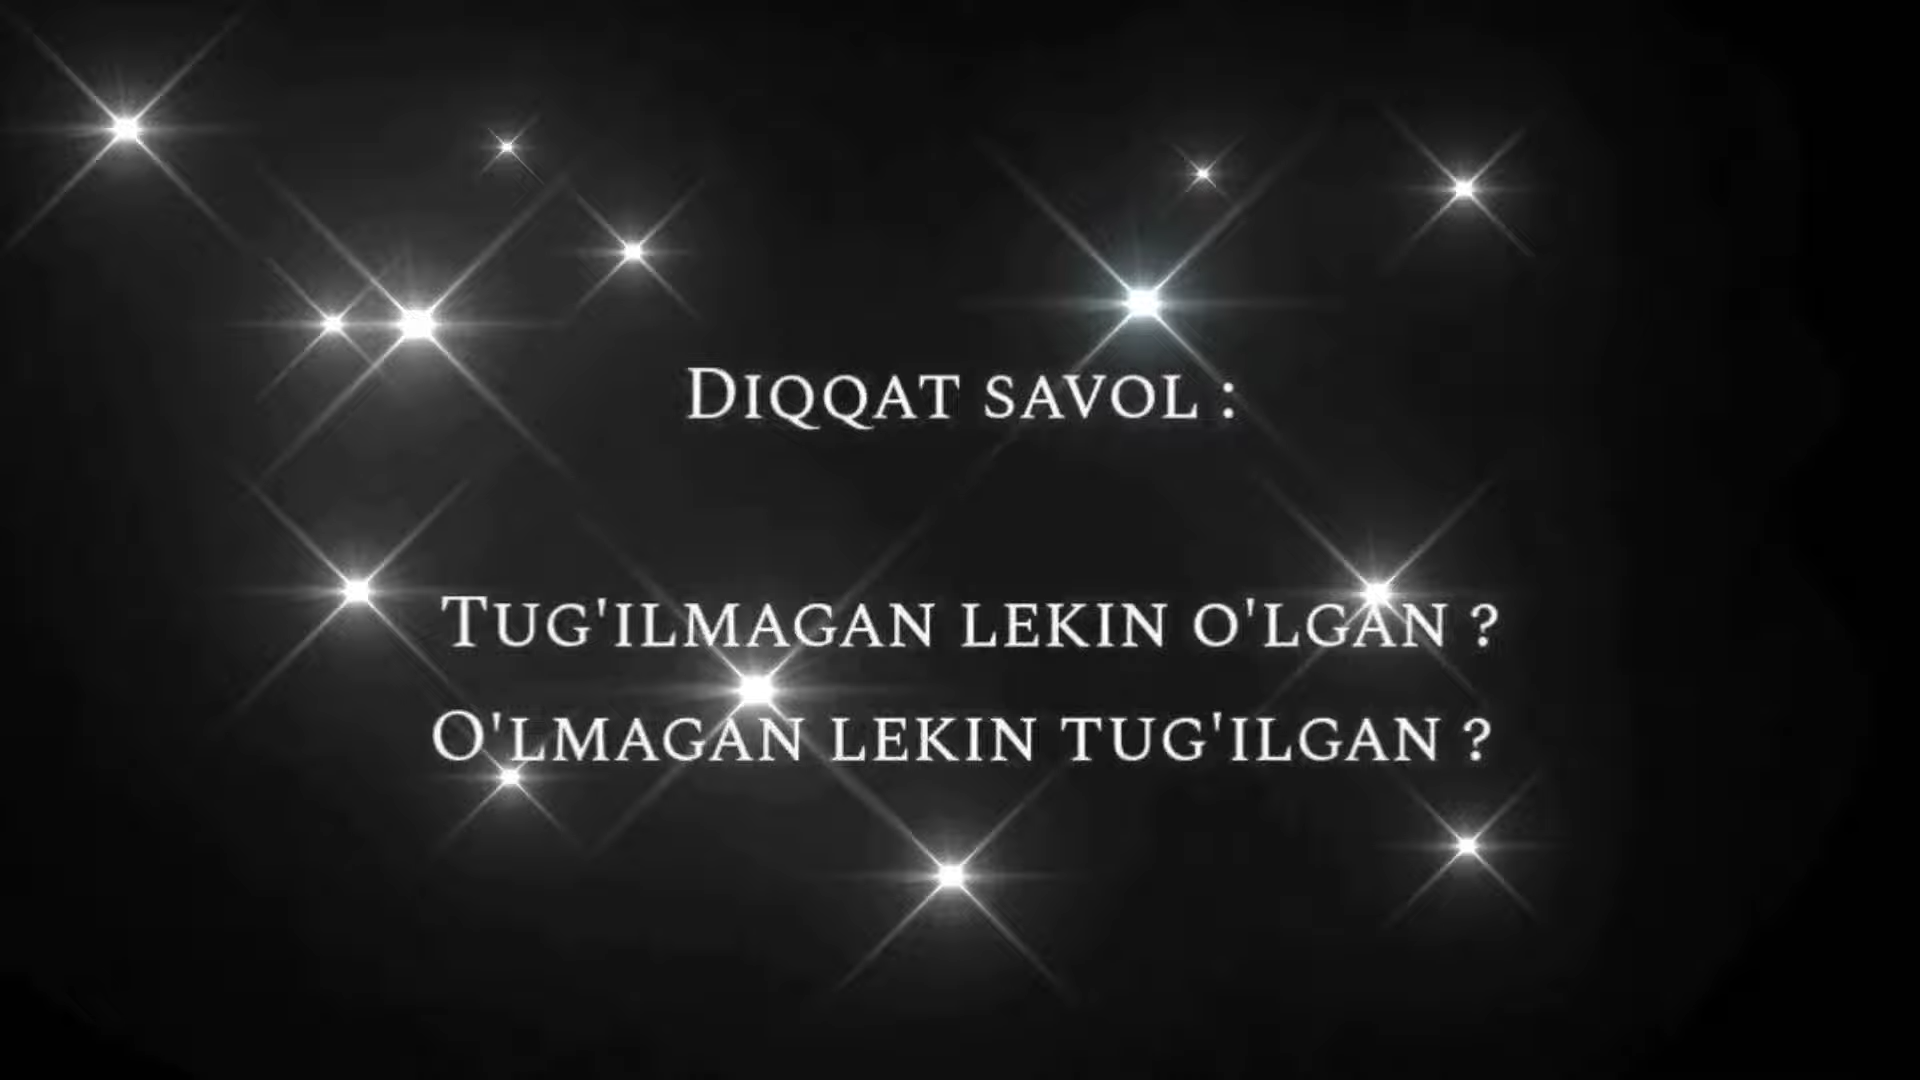 Diqqat savol :
Tug'ilmagan lekin o'lgan ?
O'lmagan lekin tug'ilgan ?